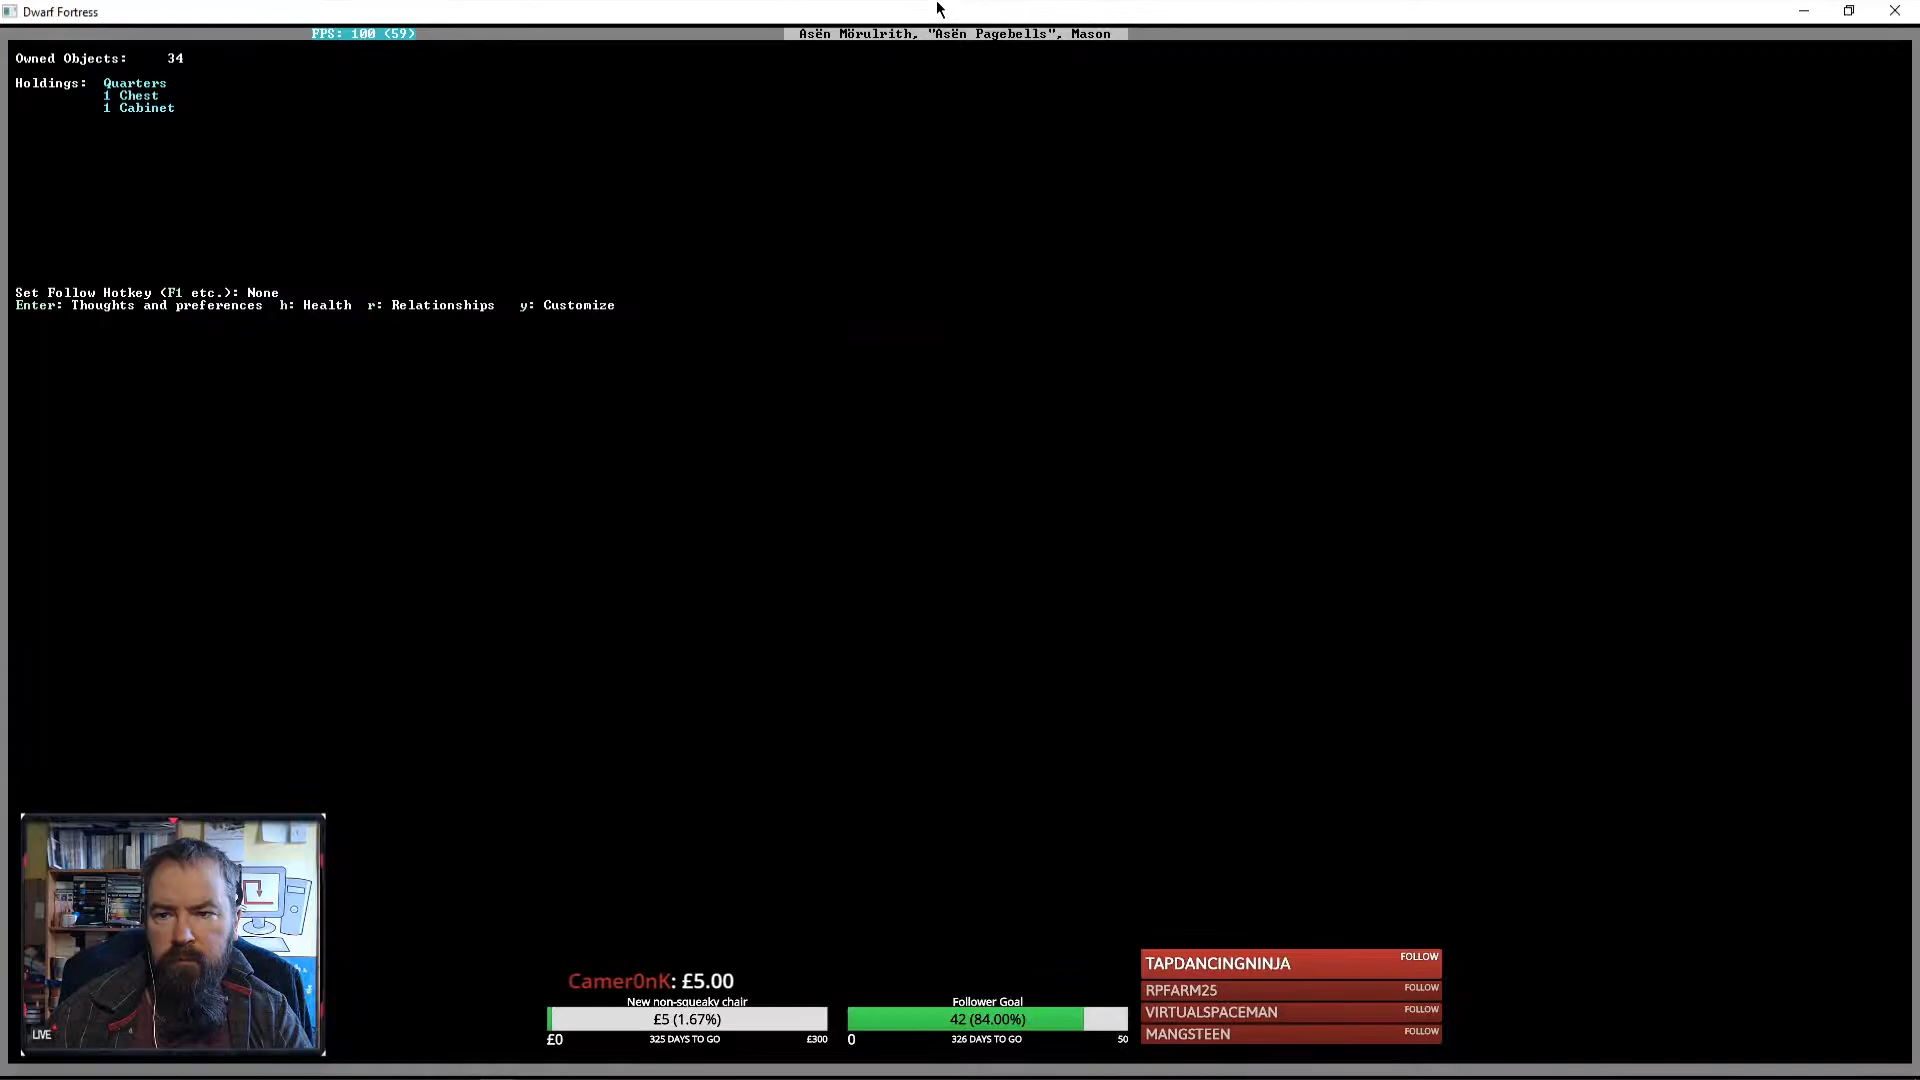 Dwarf Fortress
FPS: 100 (59)
Asën Mörulrith, "Asën Pagebells", Mason
Owned Objects: 34
Holdings: Quarters
1 Chest
1 Cabinet
Set Follow Hotkey (F1 etc.): None
Enter: Thoughts and preferences h: Health r: Relationships y: Customize
LIVE
Camer0nK: £5.00
New non-squeaky chair
£5 (1.67%)
£0 325 DAYS TO GO £300
Follower Goal
42 (84.00%)
0 326 DAYS TO GO 50
TAPDANCINGNINJA FOLLOW
RPFARM25 FOLLOW
VIRTUALSPACEMAN FOLLOW
MANGSTEEN FOLLOW